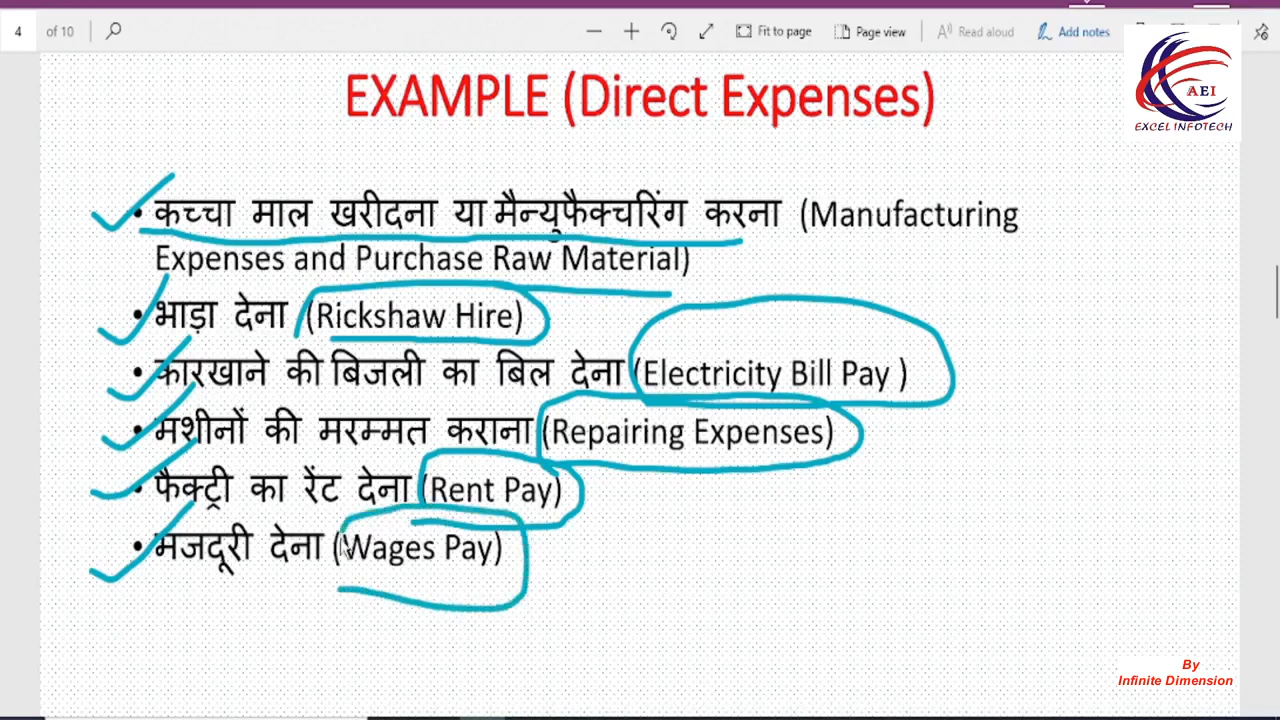 4 of 10 Fit to page Page view Read aloud Add notes
AEI
EXCEL INFOTECH
EXAMPLE (Direct Expenses)
• कच्चा माल खरीदना या मैन्युफैक्चरिंग करना (Manufacturing
Expenses and Purchase Raw Material)
• भाड़ा देना (Rickshaw Hire)
• कारखाने की बिजली का बिल देना (Electricity Bill Pay )
• मशीनों की मरम्मत कराना (Repairing Expenses)
• फैक्ट्री का रेंट देना (Rent Pay)
• मजदूरी देना (Wages Pay)
By
Infinite Dimension